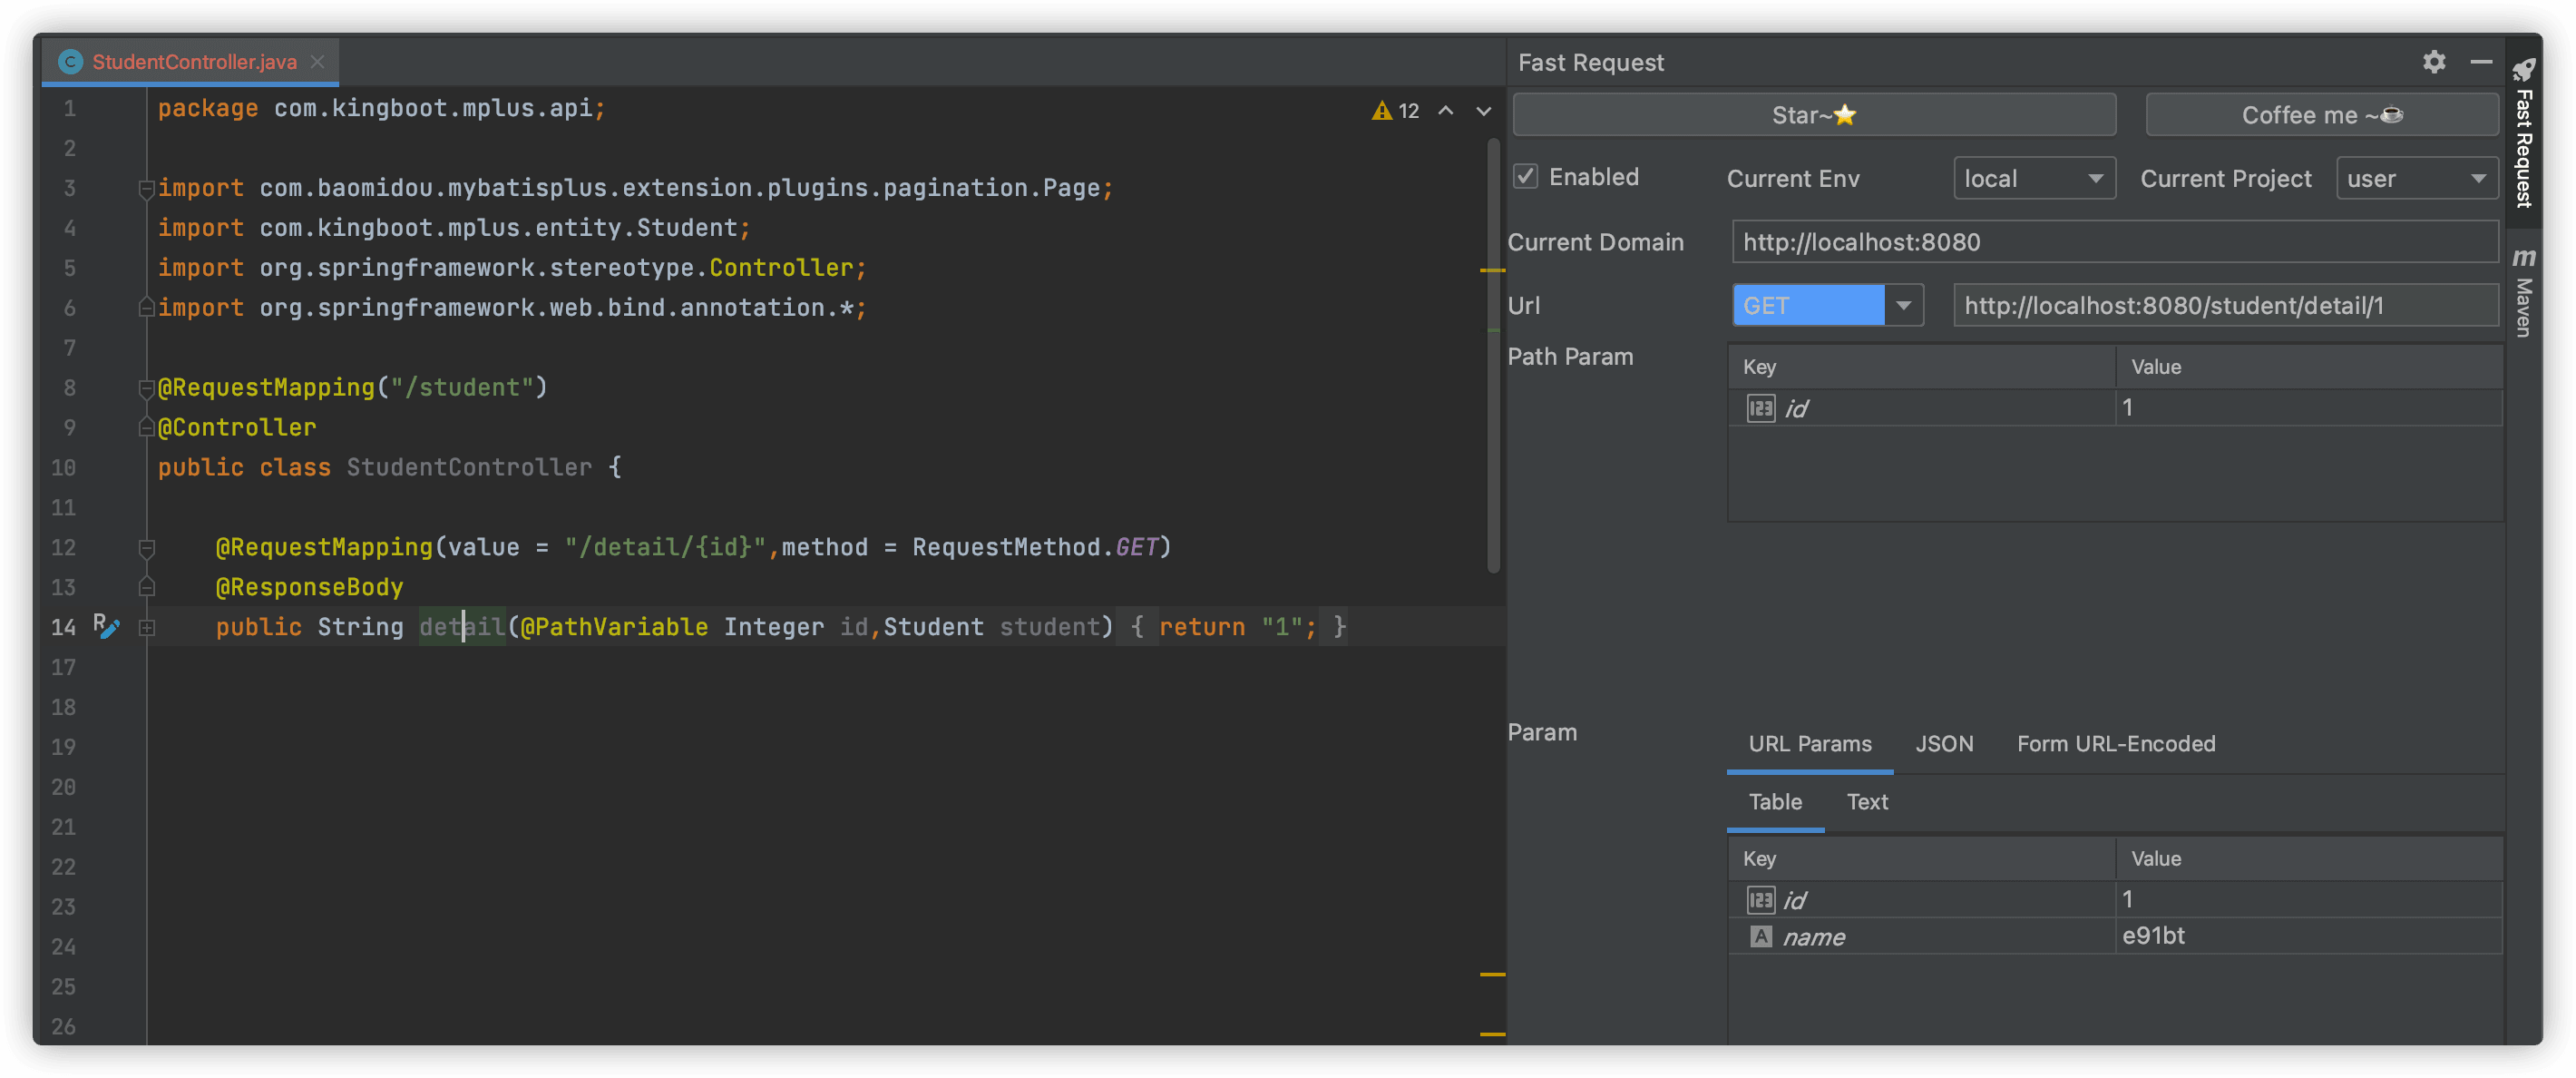 StudentController.java
1 package com.kingboot.mplus.api;
2
3 import com.baomidou.mybatisplus.extension.plugins.pagination.Page;
4 import com.kingboot.mplus.entity.Student;
5 import org.springframework.stereotype.Controller;
6 import org.springframework.web.bind.annotation.*;
7
8 @RequestMapping("/student")
9 @Controller
10 public class StudentController {
11
12 @RequestMapping(value = "/detail/{id}",method = RequestMethod.GET)
13 @ResponseBody
14 public String detail(@PathVariable Integer id,Student student) { return "1"; }
17
18
19
20
21
22
23
24
25
26
12
Fast Request
Star~⭐
Coffee me ~☕
Enabled
Current Env local
Current Project user
Current Domain http://localhost:8080
Url GET http://localhost:8080/student/detail/1
Path Param
Key Value
123 id 1
Param
URL Params JSON Form URL-Encoded
Table Text
Key Value
123 id 1
A name e91bt
Fast Request
m Maven